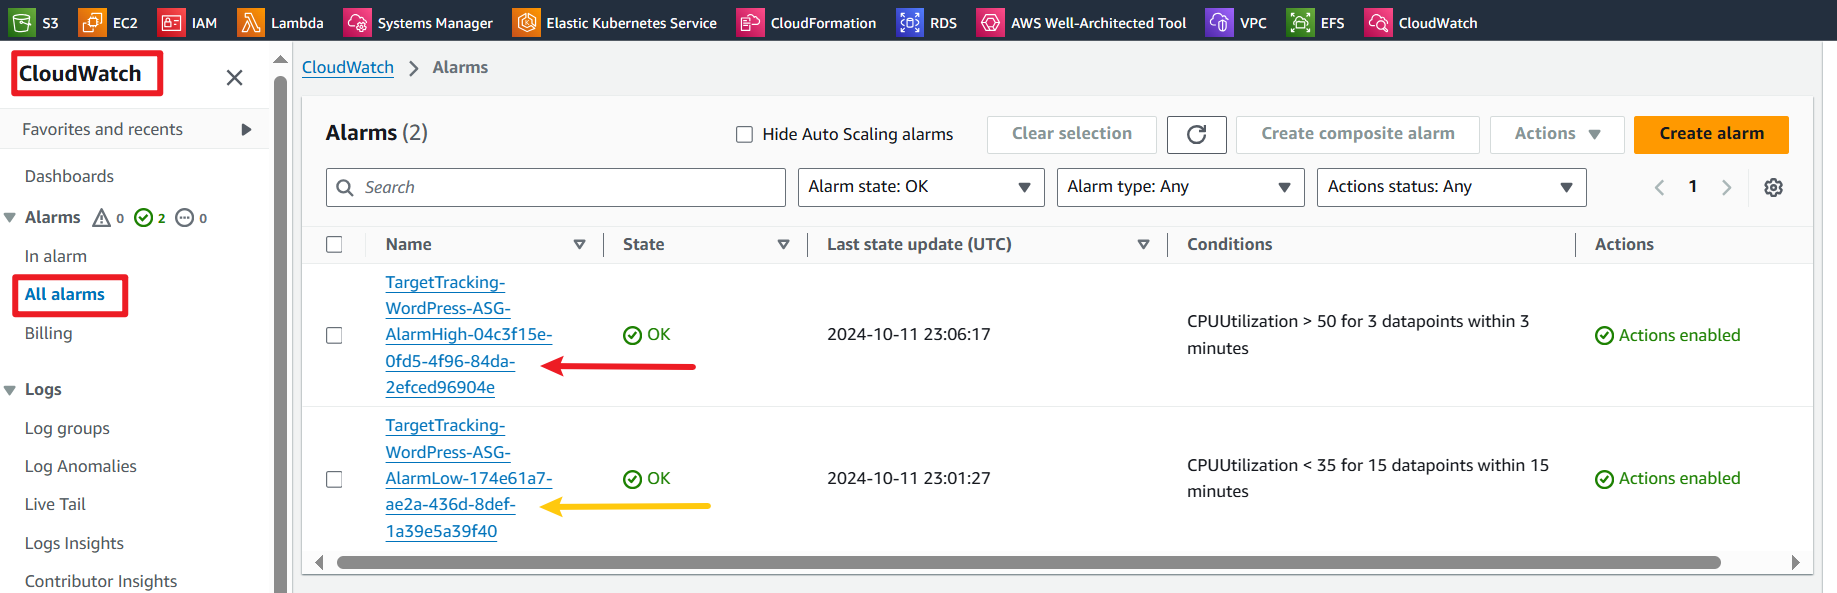 S3 EC2 IAM Lambda Systems Manager Elastic Kubernetes Service CloudFormation RDS AWS Well-Architected Tool VPC EFS CloudWatch
CloudWatch
Favorites and recents
Dashboards
Alarms 0 2 0
In alarm
All alarms
Billing
Logs
Log groups
Log Anomalies
Live Tail
Logs Insights
Contributor Insights
CloudWatch Alarms
Alarms (2)
Hide Auto Scaling alarms
Clear selection
Create composite alarm
Actions
Create alarm
Search
Alarm state: OK
Alarm type: Any
Actions status: Any
1
Name State Last state update (UTC) Conditions Actions
TargetTracking-
WordPress-ASG-
AlarmHigh-04c3f15e-
0fd5-4f96-84da-
2efced96904e
OK
2024-10-11 23:06:17
CPUUtilization > 50 for 3 datapoints within 3
minutes
Actions enabled
TargetTracking-
WordPress-ASG-
AlarmLow-174e61a7-
ae2a-436d-8def-
1a39e5a39f40
OK
2024-10-11 23:01:27
CPUUtilization < 35 for 15 datapoints within 15
minutes
Actions enabled